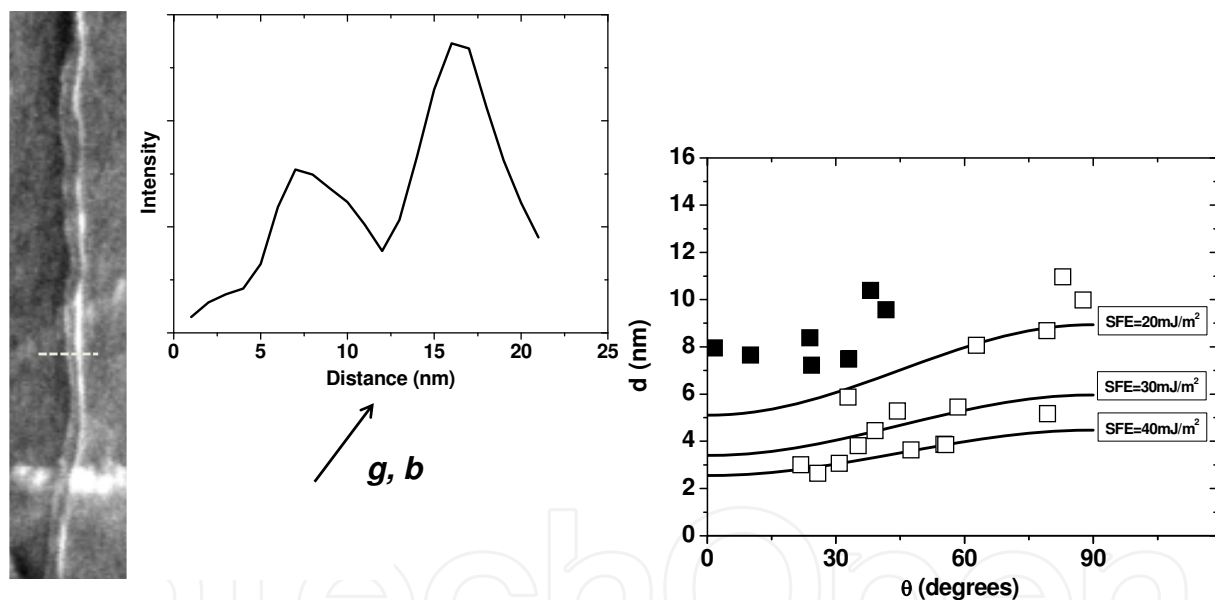 Intensity
0 5 10 15 20 25
Distance (nm)
g, b
d (nm)
16
14
12
10
8
6
4
2
0
SFE=20mJ/m²
SFE=30mJ/m²
SFE=40mJ/m²
0 30 60 90
θ (degrees)